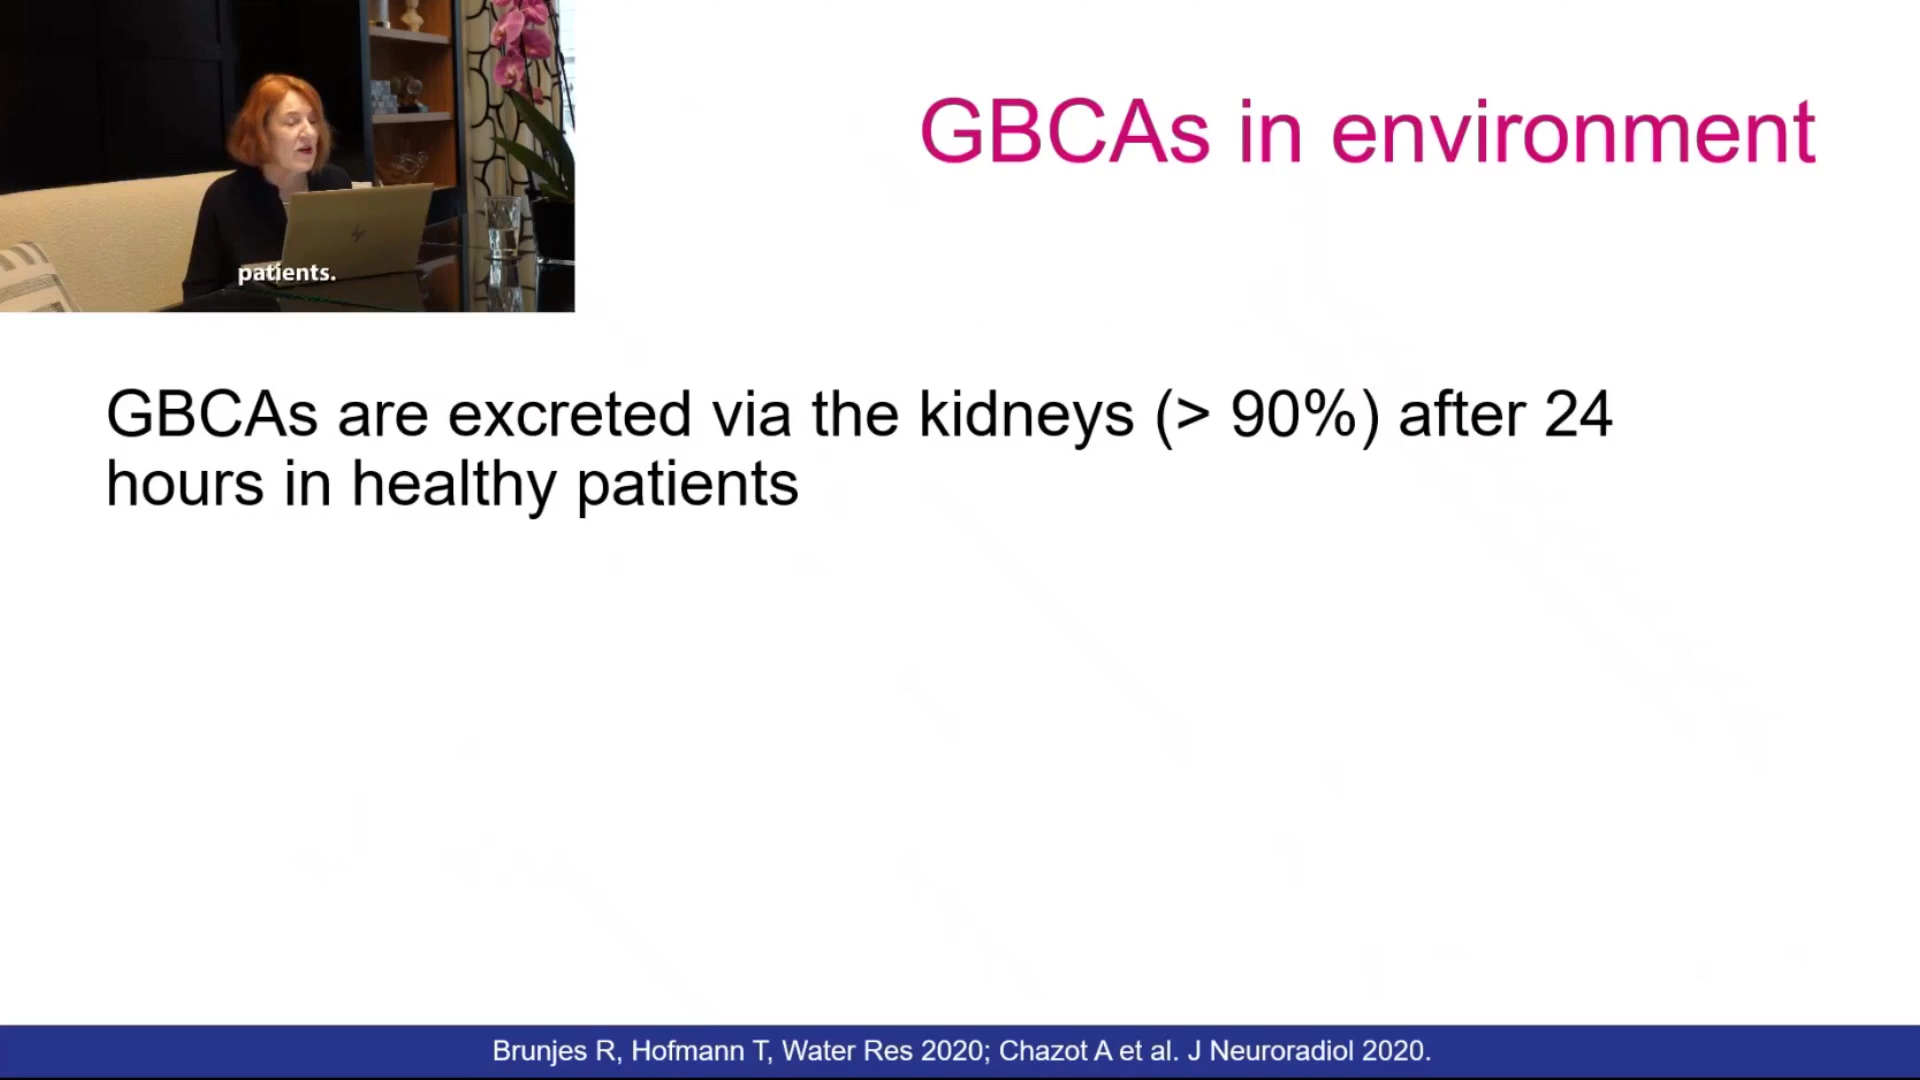 GBCAs in environment
patients.
GBCAs are excreted via the kidneys (> 90%) after 24
hours in healthy patients
Brunjes R, Hofmann T, Water Res 2020; Chazot A et al. J Neuroradiol 2020.